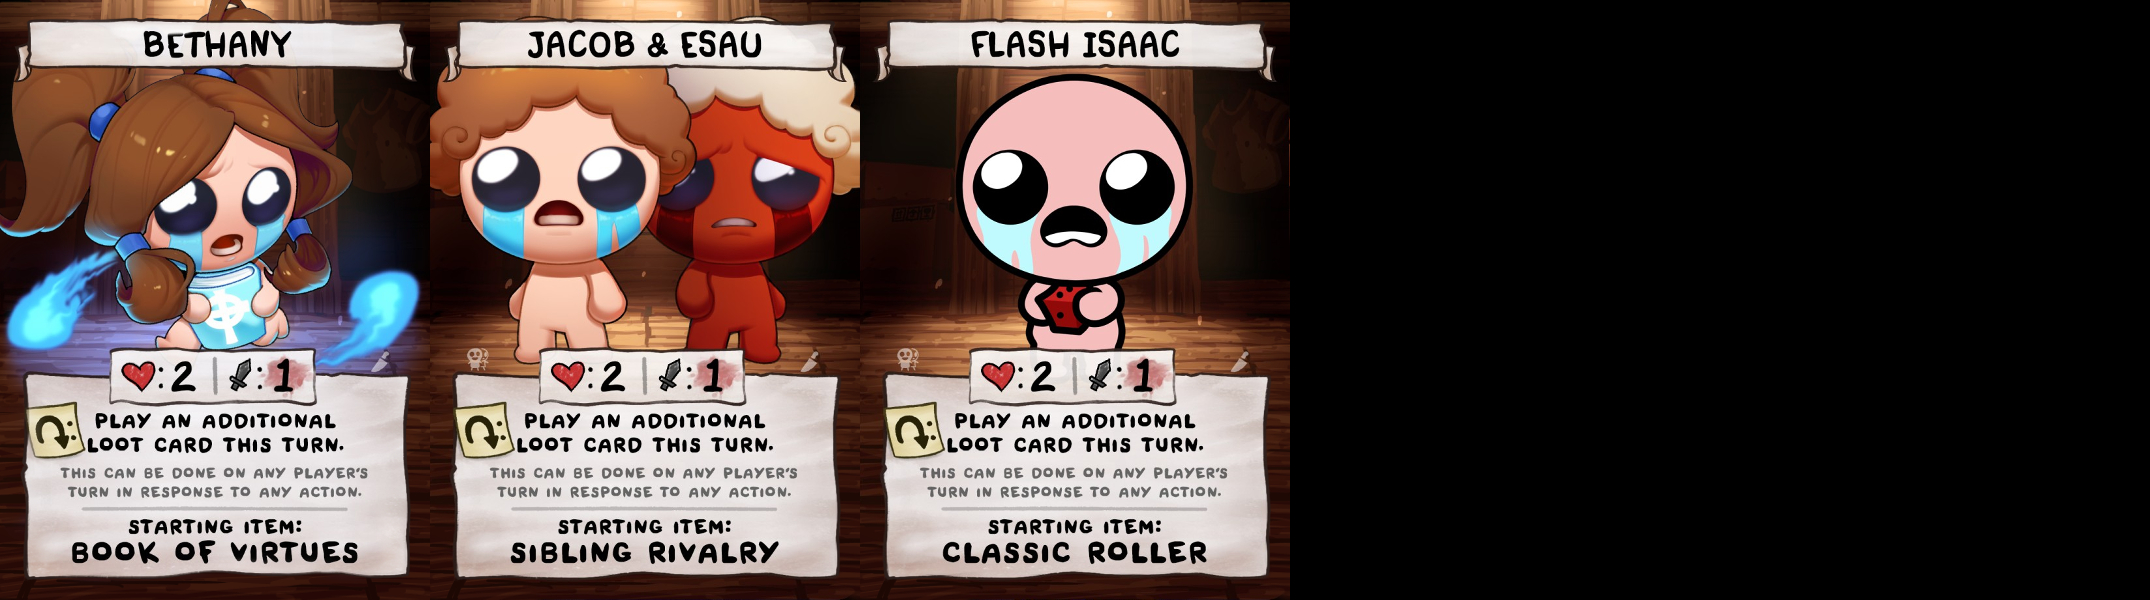 BETHANY
2 1
PLAY AN ADDITIONAL
LOOT CARD THIS TURN.
THIS CAN BE DONE ON ANY PLAYER'S
TURN IN RESPONSE TO ANY ACTION.
STARTING ITEM:
BOOK OF VIRTUES
JACOB & ESAU
2 1
PLAY AN ADDITIONAL
LOOT CARD THIS TURN.
THIS CAN BE DONE ON ANY PLAYER'S
TURN IN RESPONSE TO ANY ACTION.
STARTING ITEM:
SIBLING RIVALRY
FLASH ISAAC
2 1
PLAY AN ADDITIONAL
LOOT CARD THIS TURN.
THIS CAN BE DONE ON ANY PLAYER'S
TURN IN RESPONSE TO ANY ACTION.
STARTING ITEM:
CLASSIC ROLLER